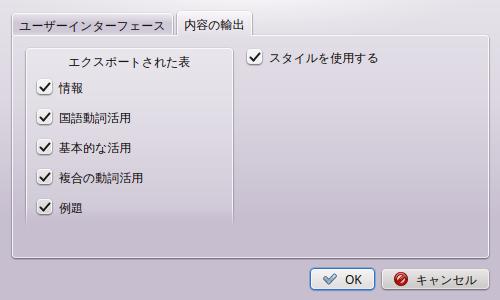 ユーザーインターフェース 内容の輸出
エクスポートされた表
スタイルを使用する
情報
国語動詞活用
基本的な活用
複合の動詞活用
例題
OK キャンセル